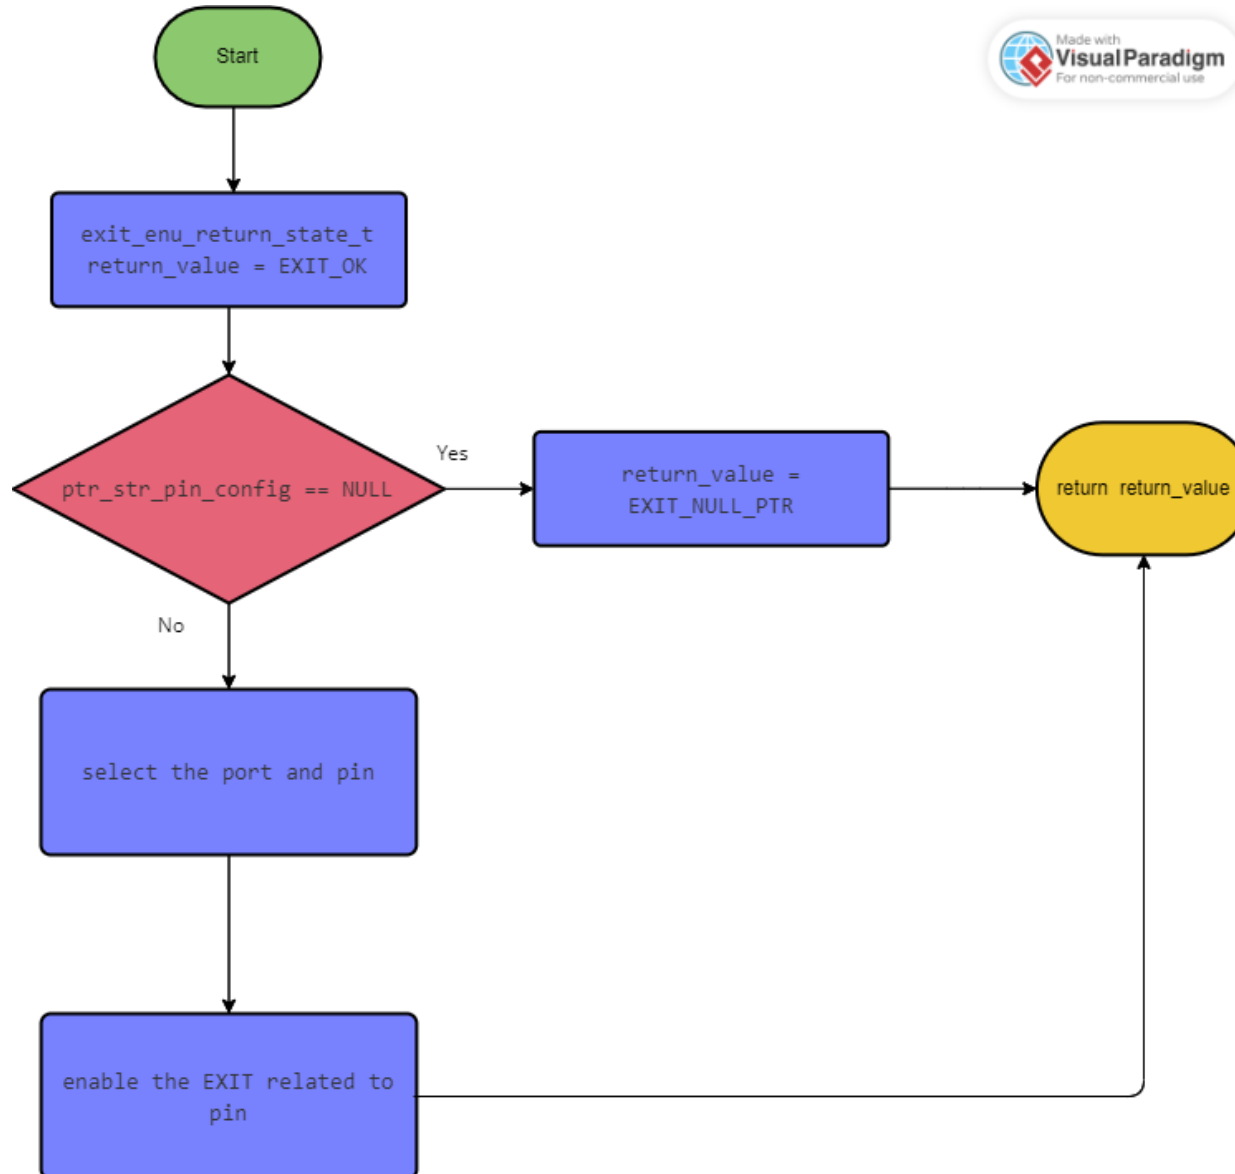 Start
Made with
Visual Paradigm
For non-commercial use
exit_enu_return_state_t
return_value = EXIT_OK
ptr_str_pin_config == NULL
Yes
return_value =
EXIT_NULL_PTR
return return_value
No
select the port and pin
enable the EXIT related to
pin